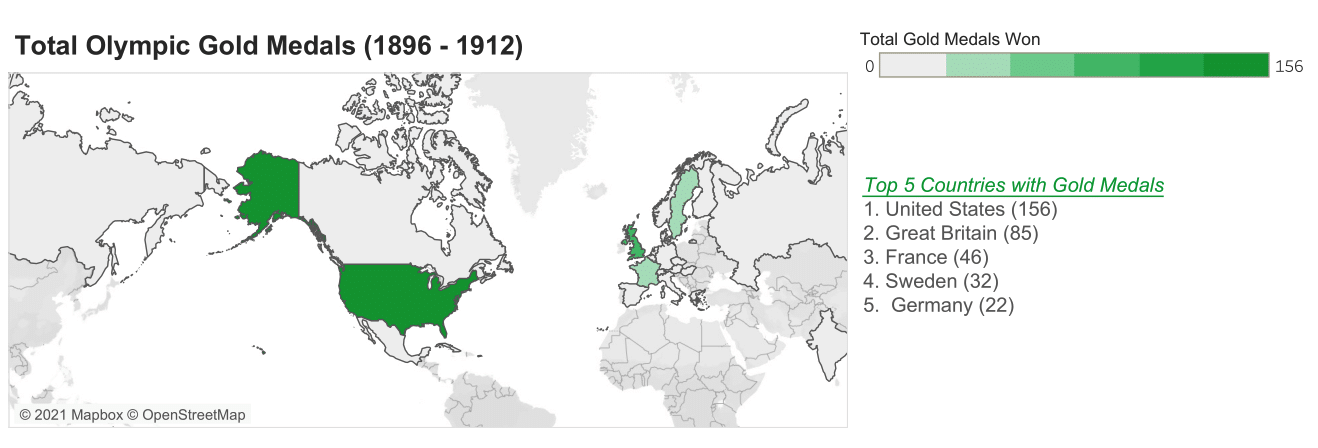 Total Olympic Gold Medals (1896 - 1912)
Total Gold Medals Won
0 156
Top 5 Countries with Gold Medals
1. United States (156)
2. Great Britain (85)
3. France (46)
4. Sweden (32)
5. Germany (22)
© 2021 Mapbox © OpenStreetMap